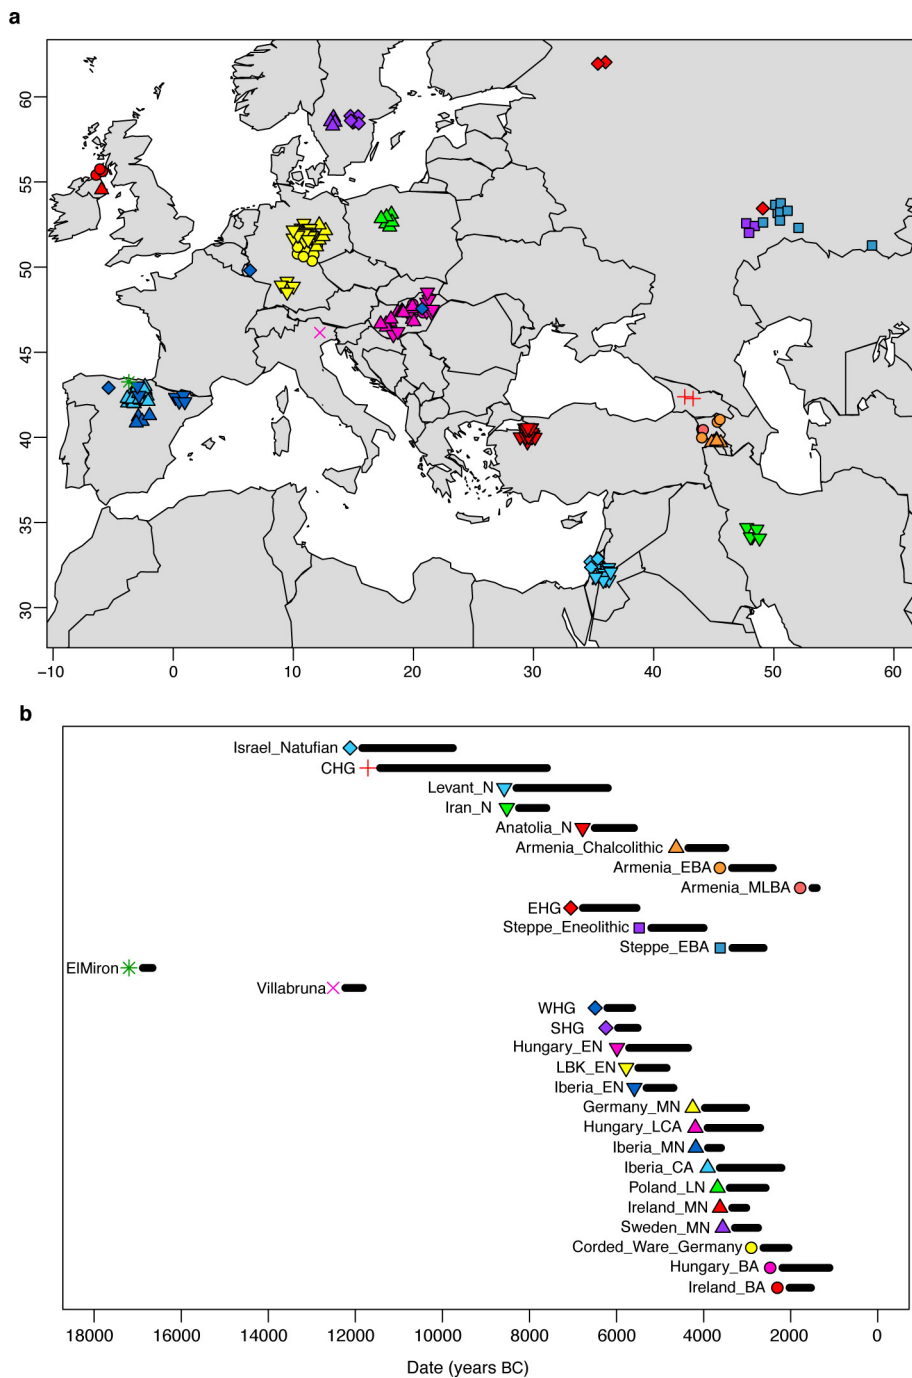 a
60
55
50
45
40
35
30
−10
0
10
20
30
40
50
60
b
Israel_Natufian
CHG
Levant_N
Iran_N
Anatolia_N
Armenia_Chalcolithic
Armenia_EBA
Armenia_MLBA
EHG
Steppe_Eneolithic
Steppe_EBA
ElMiron
Villabruna
WHG
SHG
Hungary_EN
LBK_EN
Iberia_EN
Germany_MN
Hungary_LCA
Iberia_MN
Iberia_CA
Poland_LN
Ireland_MN
Sweden_MN
Corded_Ware_Germany
Hungary_BA
Ireland_BA
18000 16000 14000 12000 10000 8000 6000 4000 2000 0
Date (years BC)